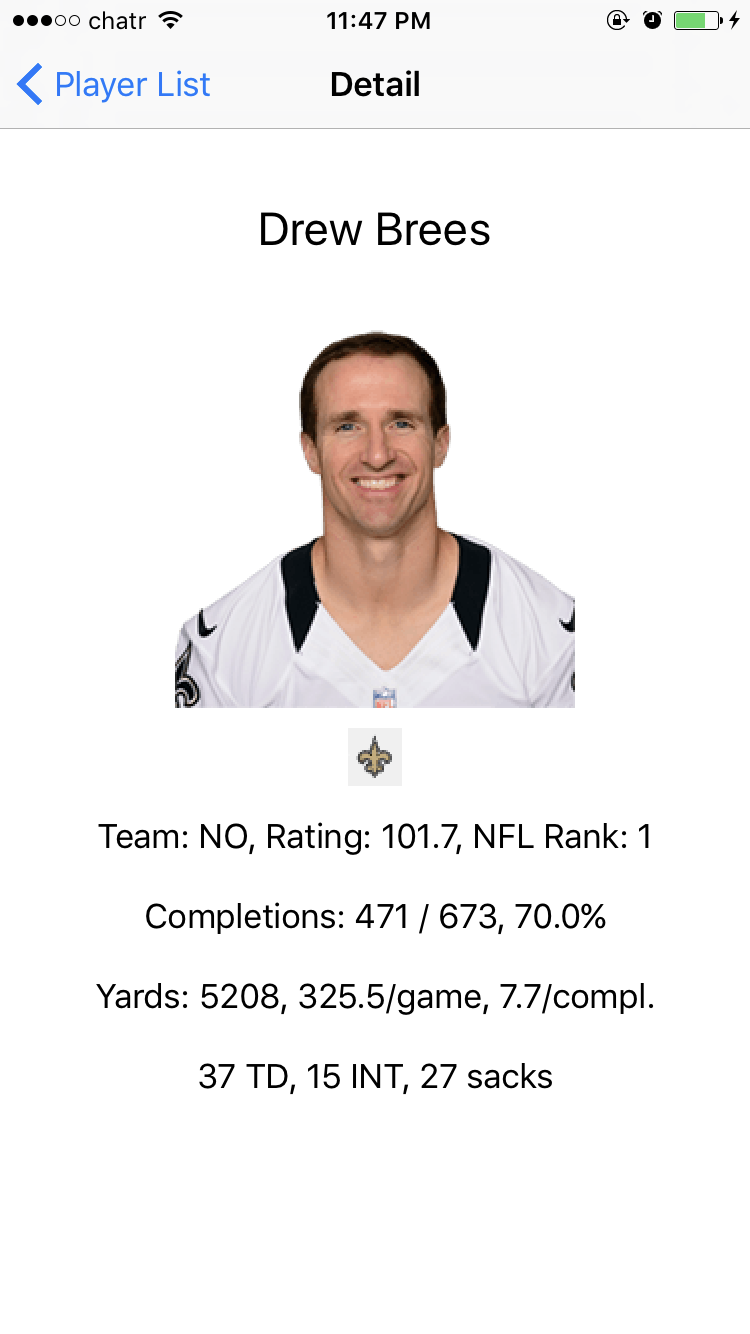 chatr 11:47 PM
Player List Detail
Drew Brees
Team: NO, Rating: 101.7, NFL Rank: 1
Completions: 471 / 673, 70.0%
Yards: 5208, 325.5/game, 7.7/compl.
37 TD, 15 INT, 27 sacks